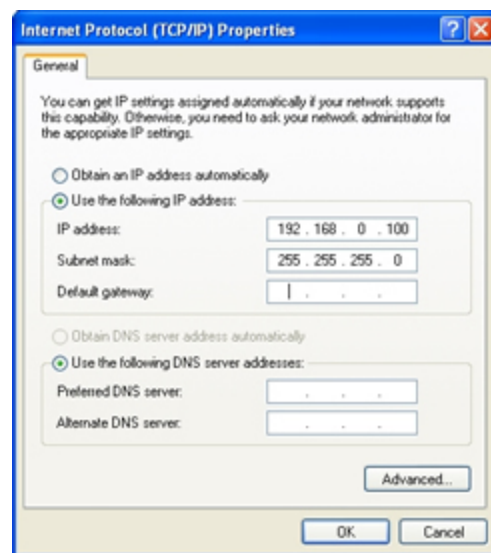 Internet Protocol (TCP/IP) Properties
General
You can get IP settings assigned automatically if your network supports
this capability. Otherwise, you need to ask your network administrator for
the appropriate IP settings.
Obtain an IP address automatically
Use the following IP address:
IP address: 192 . 168 . 0 . 100
Subnet mask: 255 . 255 . 255 . 0
Default gateway: . . .
Obtain DNS server address automatically
Use the following DNS server addresses:
Preferred DNS server: . . .
Alternate DNS server: . . .
Advanced...
OK Cancel